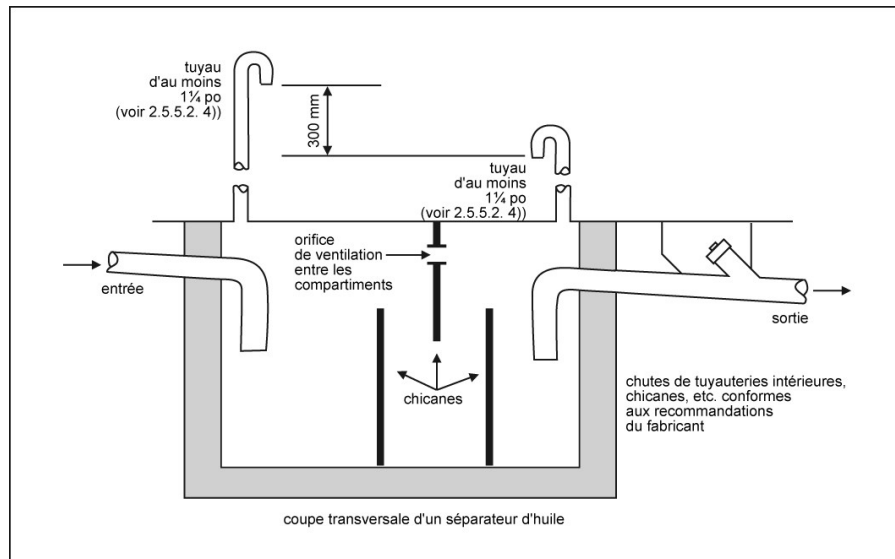 tuyau
d'au moins
1¼ po
(voir 2.5.5.2. 4))
300 mm
tuyau
d'au moins
1¼ po
(voir 2.5.5.2. 4))
orifice
de ventilation
entre les
compartiments
entrée
sortie
chicanes
chutes de tuyauteries intérieures,
chicanes, etc. conformes
aux recommandations
du fabricant
coupe transversale d'un séparateur d'huile